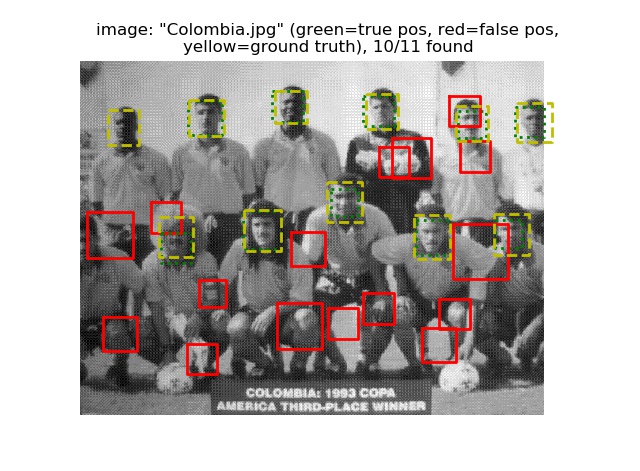 image: "Colombia.jpg" (green=true pos, red=false pos,
yellow=ground truth), 10/11 found
COLOMBIA: 1993 COPA
AMERICA THIRD-PLACE WINNER